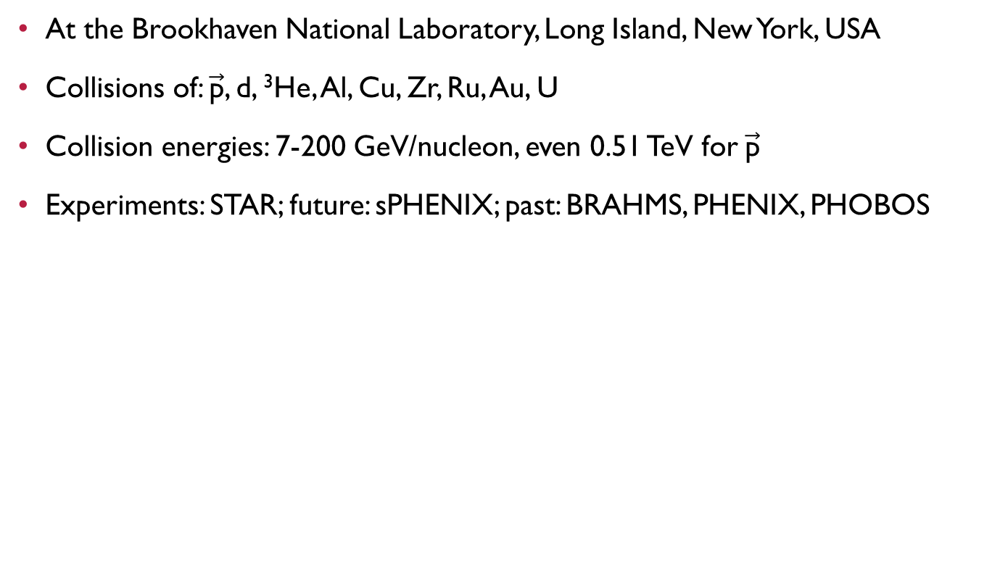 • At the Brookhaven National Laboratory, Long Island, New York, USA
• Collisions of: p⃗, d, ³He, Al, Cu, Zr, Ru, Au, U
• Collision energies: 7-200 GeV/nucleon, even 0.51 TeV for p⃗
• Experiments: STAR; future: sPHENIX; past: BRAHMS, PHENIX, PHOBOS